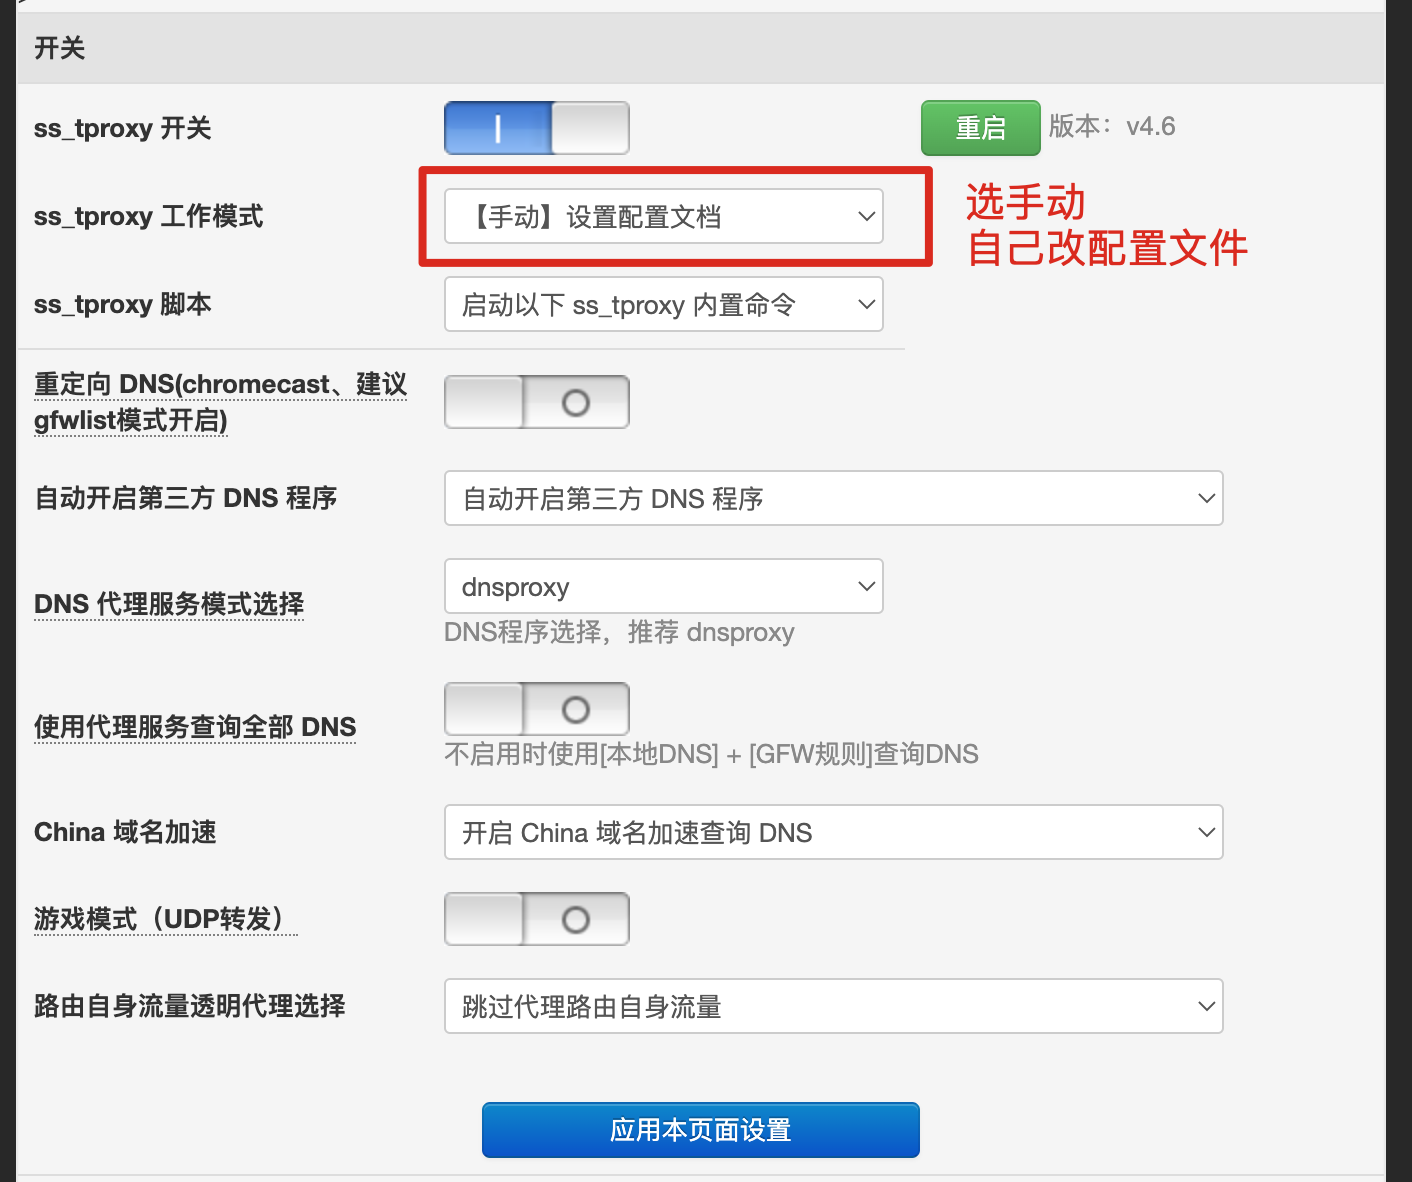 开关
ss_tproxy 开关
重启 版本：v4.6
ss_tproxy 工作模式
【手动】设置配置文档
选手动
自己改配置文件
ss_tproxy 脚本
启动以下 ss_tproxy 内置命令
重定向 DNS(chromecast、建议
gfwlist模式开启)
自动开启第三方 DNS 程序
自动开启第三方 DNS 程序
DNS 代理服务模式选择
dnsproxy
DNS程序选择，推荐 dnsproxy
使用代理服务查询全部 DNS
不启用时使用[本地DNS] + [GFW规则]查询DNS
China 域名加速
开启 China 域名加速查询 DNS
游戏模式（UDP转发）
路由自身流量透明代理选择
跳过代理路由自身流量
应用本页面设置